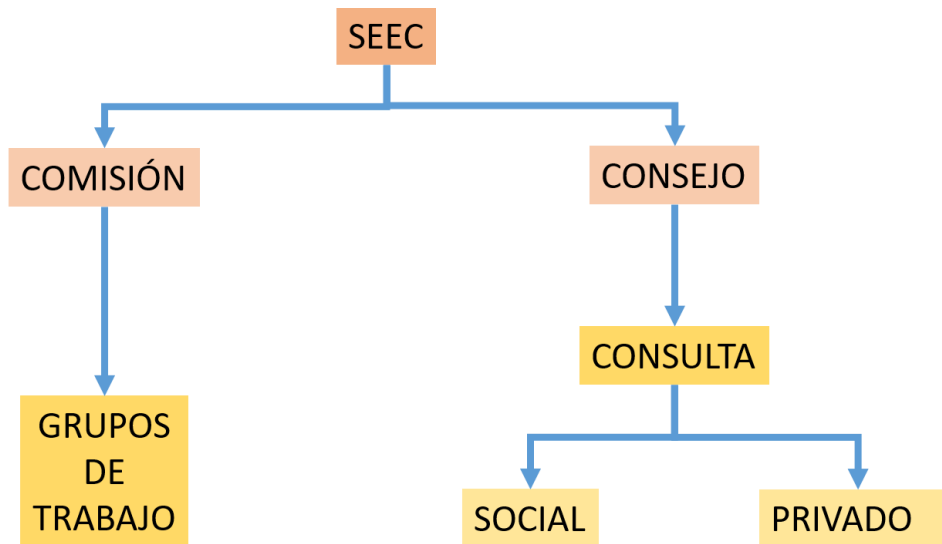 SEEC
COMISIÓN
CONSEJO
CONSULTA
GRUPOS
DE
TRABAJO
SOCIAL
PRIVADO